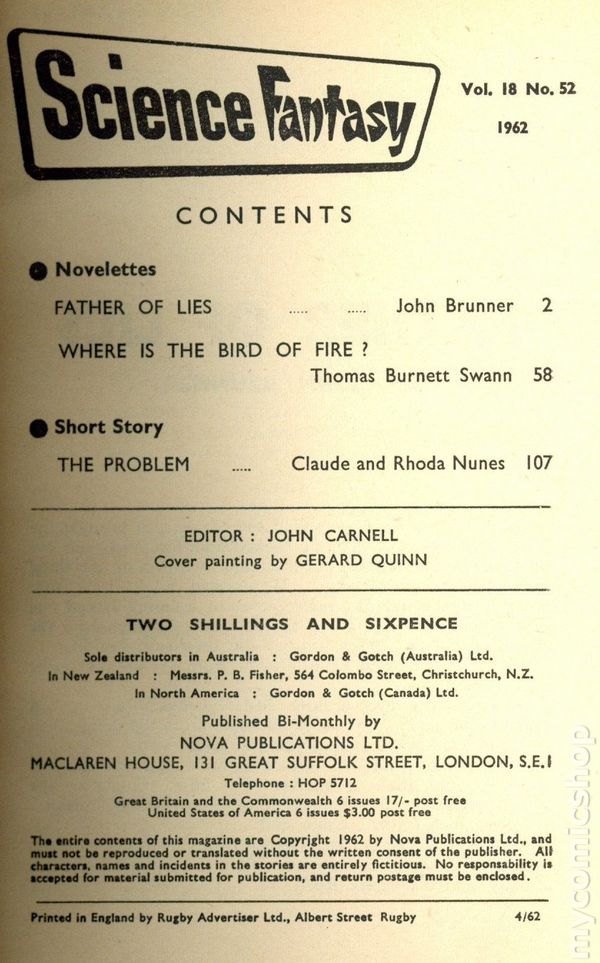 Science Fantasy
Vol. 18 No. 52
1962
CONTENTS
● Novelettes
FATHER OF LIES ..... ..... John Brunner 2
WHERE IS THE BIRD OF FIRE ?
Thomas Burnett Swann 58
● Short Story
THE PROBLEM ..... Claude and Rhoda Nunes 107
EDITOR : JOHN CARNELL
Cover painting by GERARD QUINN
TWO SHILLINGS AND SIXPENCE
Sole distributors in Australia : Gordon & Gotch (Australia) Ltd.
In New Zealand : Messrs. P. B. Fisher, 564 Colombo Street, Christchurch, N.Z.
In North America : Gordon & Gotch (Canada) Ltd.
Published Bi-Monthly by
NOVA PUBLICATIONS LTD.
MACLAREN HOUSE, 131 GREAT SUFFOLK STREET, LONDON, S.E.1
Telephone : HOP 5712
Great Britain and the Commonwealth 6 issues 17/- post free
United States of America 6 issues $3.00 post free
The entire contents of this magazine are Copyright 1962 by Nova Publications Ltd., and
must not be reproduced or translated without the written consent of the publisher. All
characters, names and incidents in the stories are entirely fictitious. No responsability is
accepted for material submitted for publication, and return postage must be enclosed.
Printed in England by Rugby Advertiser Ltd., Albert Street Rugby 4/62
mycomicshop